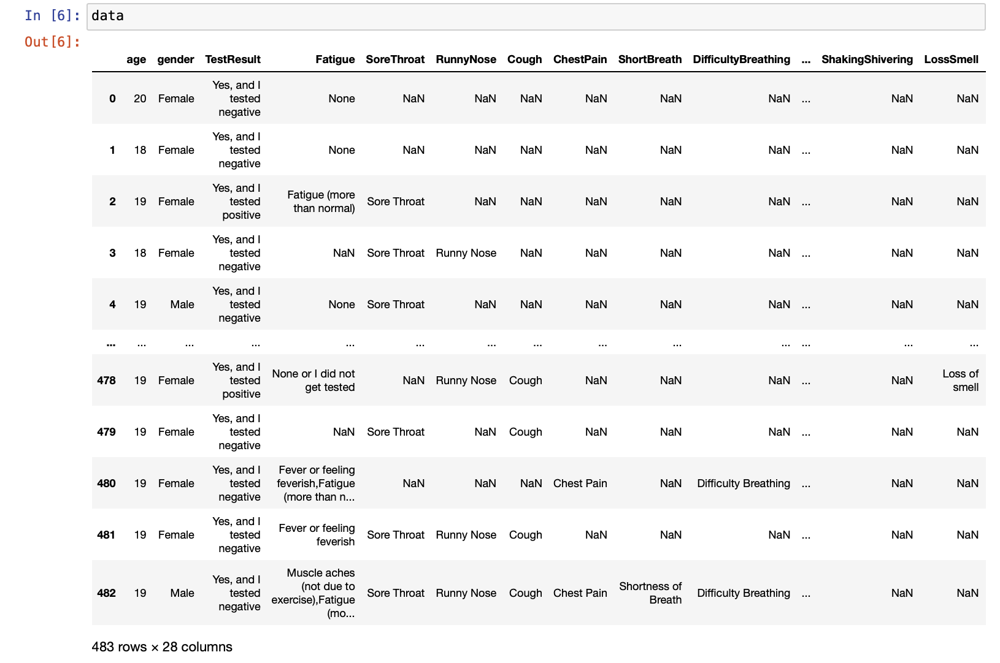 In [6]: data
Out[6]:
age gender TestResult Fatigue SoreThroat RunnyNose Cough ChestPain ShortBreath DifficultyBreathing ... ShakingShivering LossSmell
0 20 Female Yes, and I tested negative None NaN NaN NaN NaN NaN NaN ... NaN NaN
1 18 Female Yes, and I tested negative None NaN NaN NaN NaN NaN NaN ... NaN NaN
2 19 Female Yes, and I tested positive Fatigue (more than normal) Sore Throat NaN NaN NaN NaN NaN ... NaN NaN
3 18 Female Yes, and I tested negative NaN Sore Throat Runny Nose NaN NaN NaN NaN ... NaN NaN
4 19 Male Yes, and I tested negative None Sore Throat NaN NaN NaN NaN NaN ... NaN NaN
... ... ... ... ... ... ... ... ... ... ... ... ... ...
478 19 Female Yes, and I tested positive None or I did not get tested NaN Runny Nose Cough NaN NaN NaN ... NaN Loss of smell
479 19 Female Yes, and I tested negative NaN Sore Throat NaN Cough NaN NaN NaN ... NaN NaN
480 19 Female Yes, and I tested negative Fever or feeling feverish,Fatigue (more than n... NaN NaN NaN Chest Pain NaN Difficulty Breathing ... NaN NaN
481 19 Female Yes, and I tested negative Fever or feeling feverish Sore Throat Runny Nose Cough NaN NaN NaN ... NaN NaN
482 19 Male Yes, and I tested negative Muscle aches (not due to exercise),Fatigue (mo... Sore Throat Runny Nose Cough Chest Pain Shortness of Breath Difficulty Breathing ... NaN NaN
483 rows × 28 columns